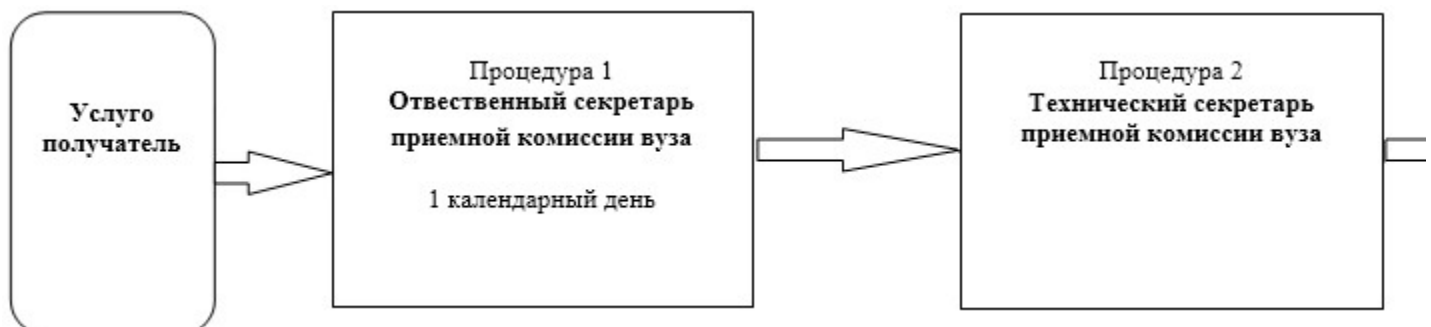 Услуго
получатель
Процедура 1
Отвественный секретарь
приемной комиссии вуза
1 календарный день
Процедура 2
Технический секретарь
приемной комиссии вуза